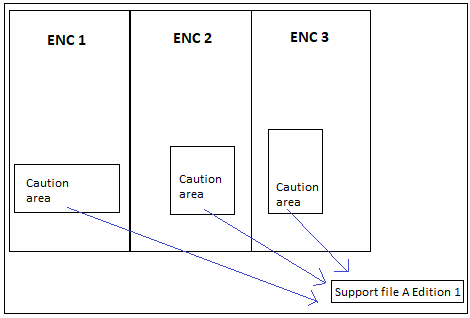 ENC 1
ENC 2
ENC 3
Caution
area
Caution
area
Caution
area
Support file A Edition 1